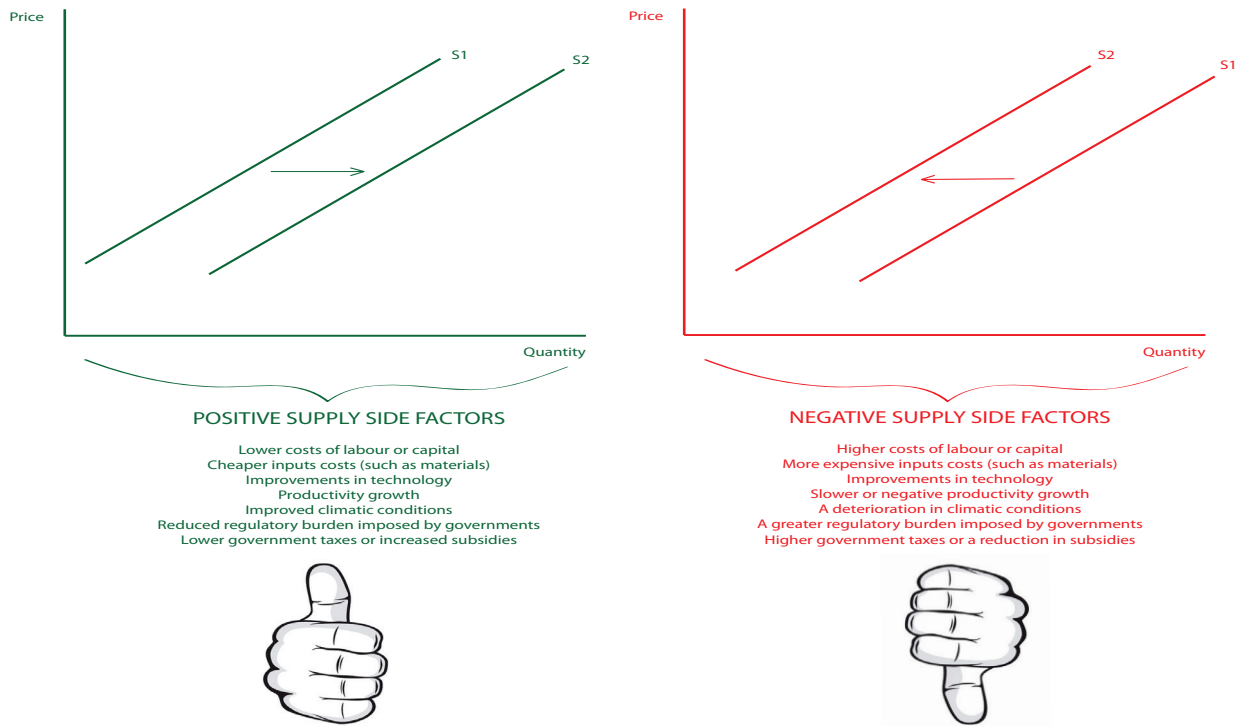 Price
S1
S2
Quantity
POSITIVE SUPPLY SIDE FACTORS
Lower costs of labour or capital
Cheaper inputs costs (such as materials)
Improvements in technology
Productivity growth
Improved climatic conditions
Reduced regulatory burden imposed by governments
Lower government taxes or increased subsidies
Price
S2
S1
Quantity
NEGATIVE SUPPLY SIDE FACTORS
Higher costs of labour or capital
More expensive inputs costs (such as materials)
Improvements in technology
Slower or negative productivity growth
A deterioration in climatic conditions
A greater regulatory burden imposed by governments
Higher government taxes or a reduction in subsidies